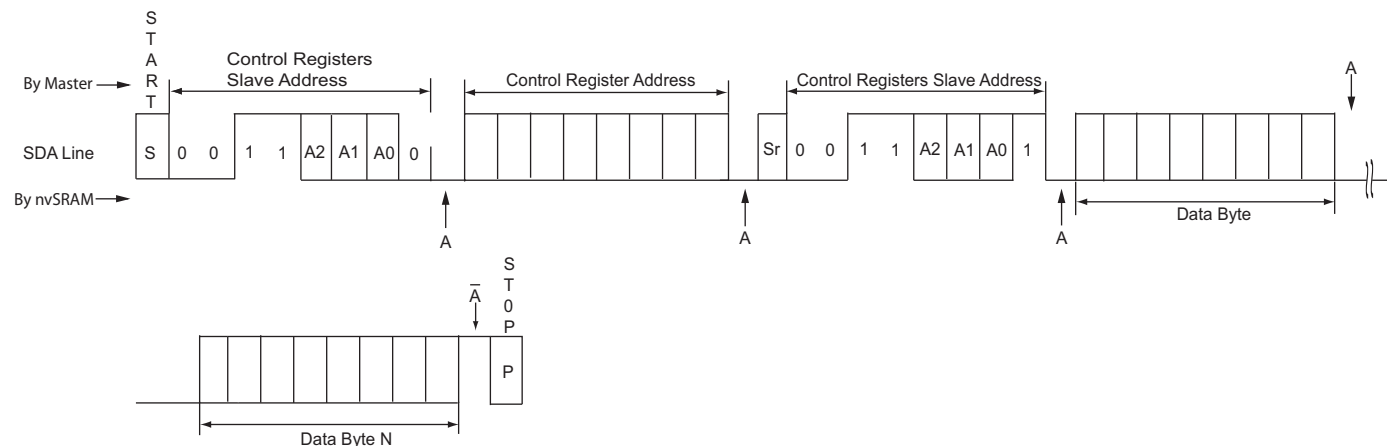 START
Control Registers
Slave Address
By Master
Control Register Address
Control Registers Slave Address
A
SDA Line
S 0 0 1 1 A2 A1 A0 0
Sr 0 0 1 1 A2 A1 A0 1
By nvSRAM
A
A
A
Data Byte
ST0P
A̅
P
Data Byte N